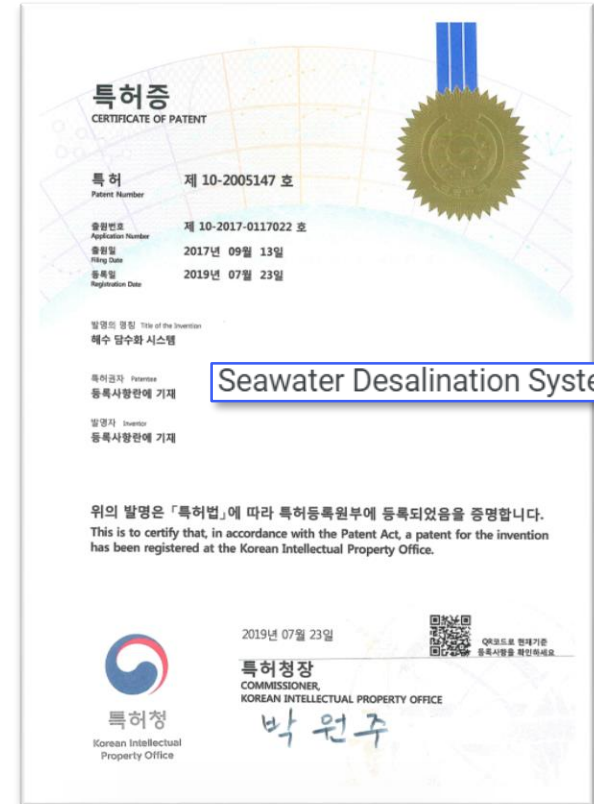 특허증
CERTIFICATE OF PATENT
특 허 제 10-2005147 호
Patent Number
출원번호 제 10-2017-0117022 호
Application Number
출원일 2017년 09월 13일
Filing Date
등록일 2019년 07월 23일
Registration Date
발명의 명칭 Title of the Invention
해수 담수화 시스템
특허권자 Patentee
등록사항란에 기재
Seawater Desalination Syste
발명자 Inventor
등록사항란에 기재
위의 발명은 「특허법」에 따라 특허등록원부에 등록되었음을 증명합니다.
This is to certify that, in accordance with the Patent Act, a patent for the invention
has been registered at the Korean Intellectual Property Office.
2019년 07월 23일
QR코드로 현재기준
등록사항을 확인하세요
특허청장
COMMISSIONER,
KOREAN INTELLECTUAL PROPERTY OFFICE
박원주
특허청
Korean Intellectual
Property Office